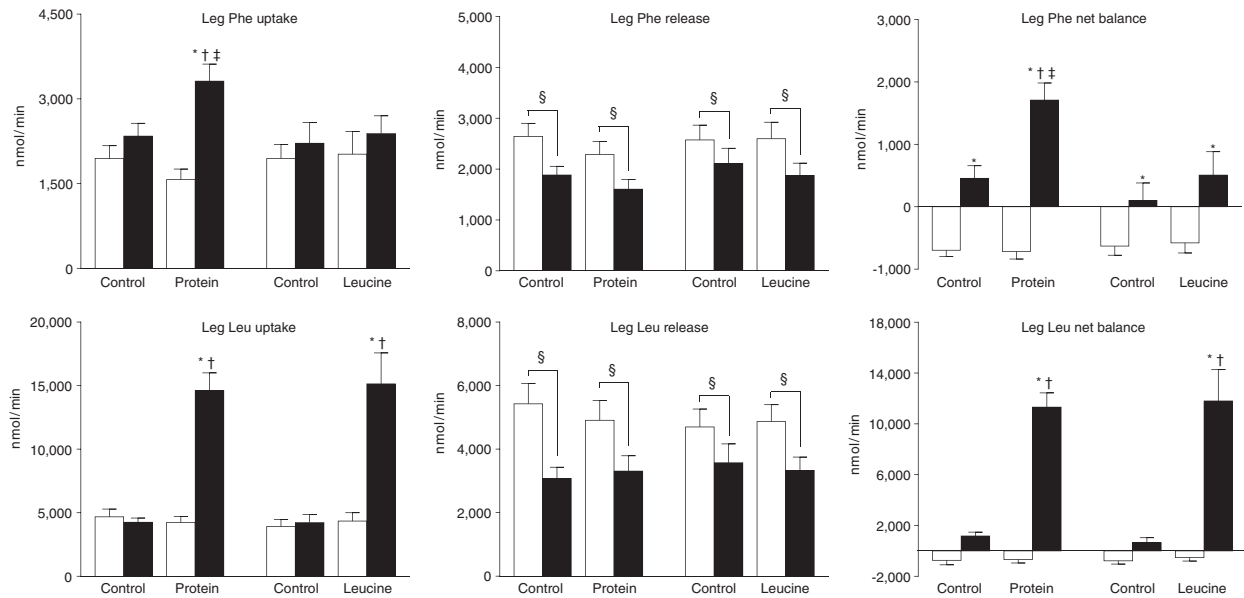 Leg Phe uptake
nmol/min
4,500
3,000
1,500
0
* † ‡
Control Protein Control Leucine
Leg Phe release
nmol/min
5,000
4,000
3,000
2,000
1,000
0
§ § § §
Control Protein Control Leucine
Leg Phe net balance
nmol/min
3,000
2,000
1,000
0
-1,000
* * † ‡ * *
Control Protein Control Leucine
Leg Leu uptake
nmol/min
20,000
15,000
10,000
5,000
0
* † * †
Control Protein Control Leucine
Leg Leu release
nmol/min
8,000
6,000
4,000
2,000
0
§ § § §
Control Protein Control Leucine
Leg Leu net balance
nmol/min
18,000
14,000
10,000
6,000
2,000
-2,000
* † * †
Control Protein Control Leucine